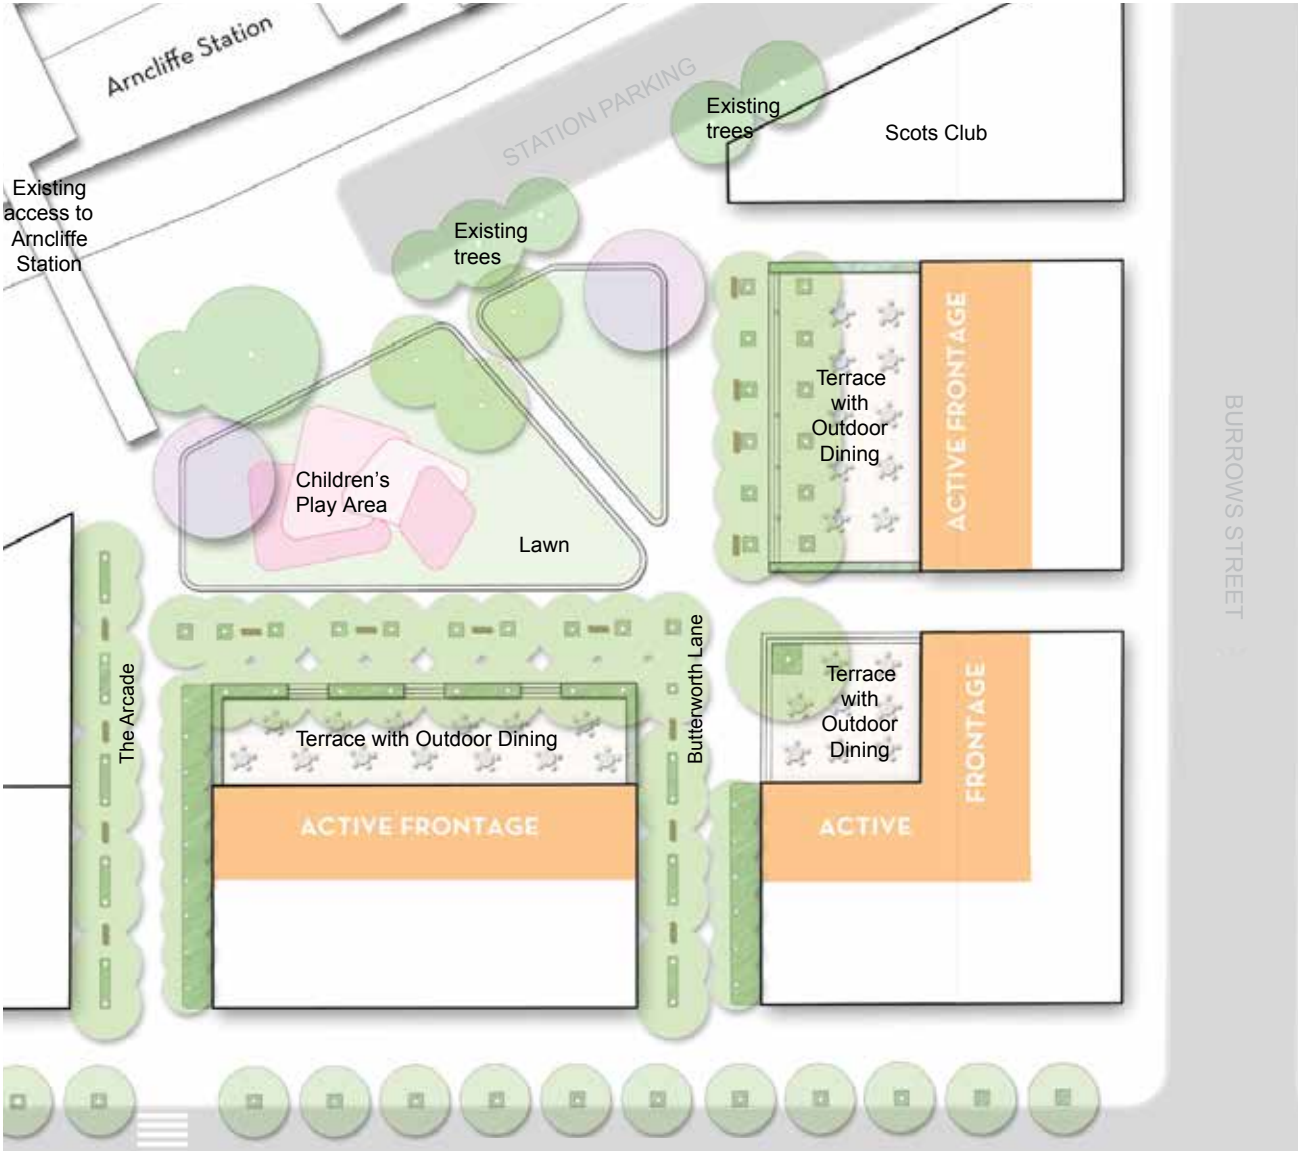 Arncliffe Station
STATION PARKING
Existing
trees
Scots Club
Existing
access to
Arncliffe
Station
Existing
trees
ACTIVE FRONTAGE
Terrace
with
Outdoor
Dining
BURROWS STREET
Children's
Play Area
Lawn
The Arcade
Butterworth Lane
Terrace with Outdoor Dining
Terrace
with
Outdoor
Dining
FRONTAGE
ACTIVE FRONTAGE
ACTIVE